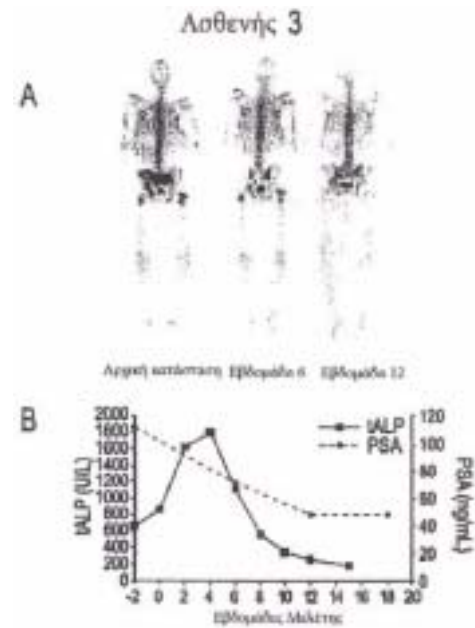 Ασθενής 3
A
Αρχική κατάσταση Εβδομάδα 6 Εβδομάδα 12
B
2000
1800
1600
1400
1200
1000
800
600
400
200
0
tALP (U/L)
tALP
PSA
120
100
80
60
40
20
0
PSA (ng/mL)
-2 0 2 4 6 8 10 12 14 16 18 20
Εβδομάδες Μελέτης